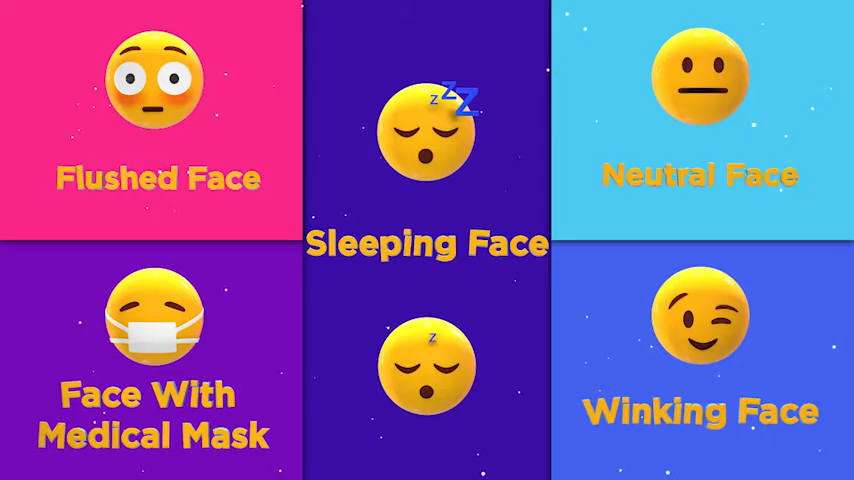 Flushed Face
z z z
Sleeping Face
z
Neutral Face
Face With
Medical Mask
Winking Face